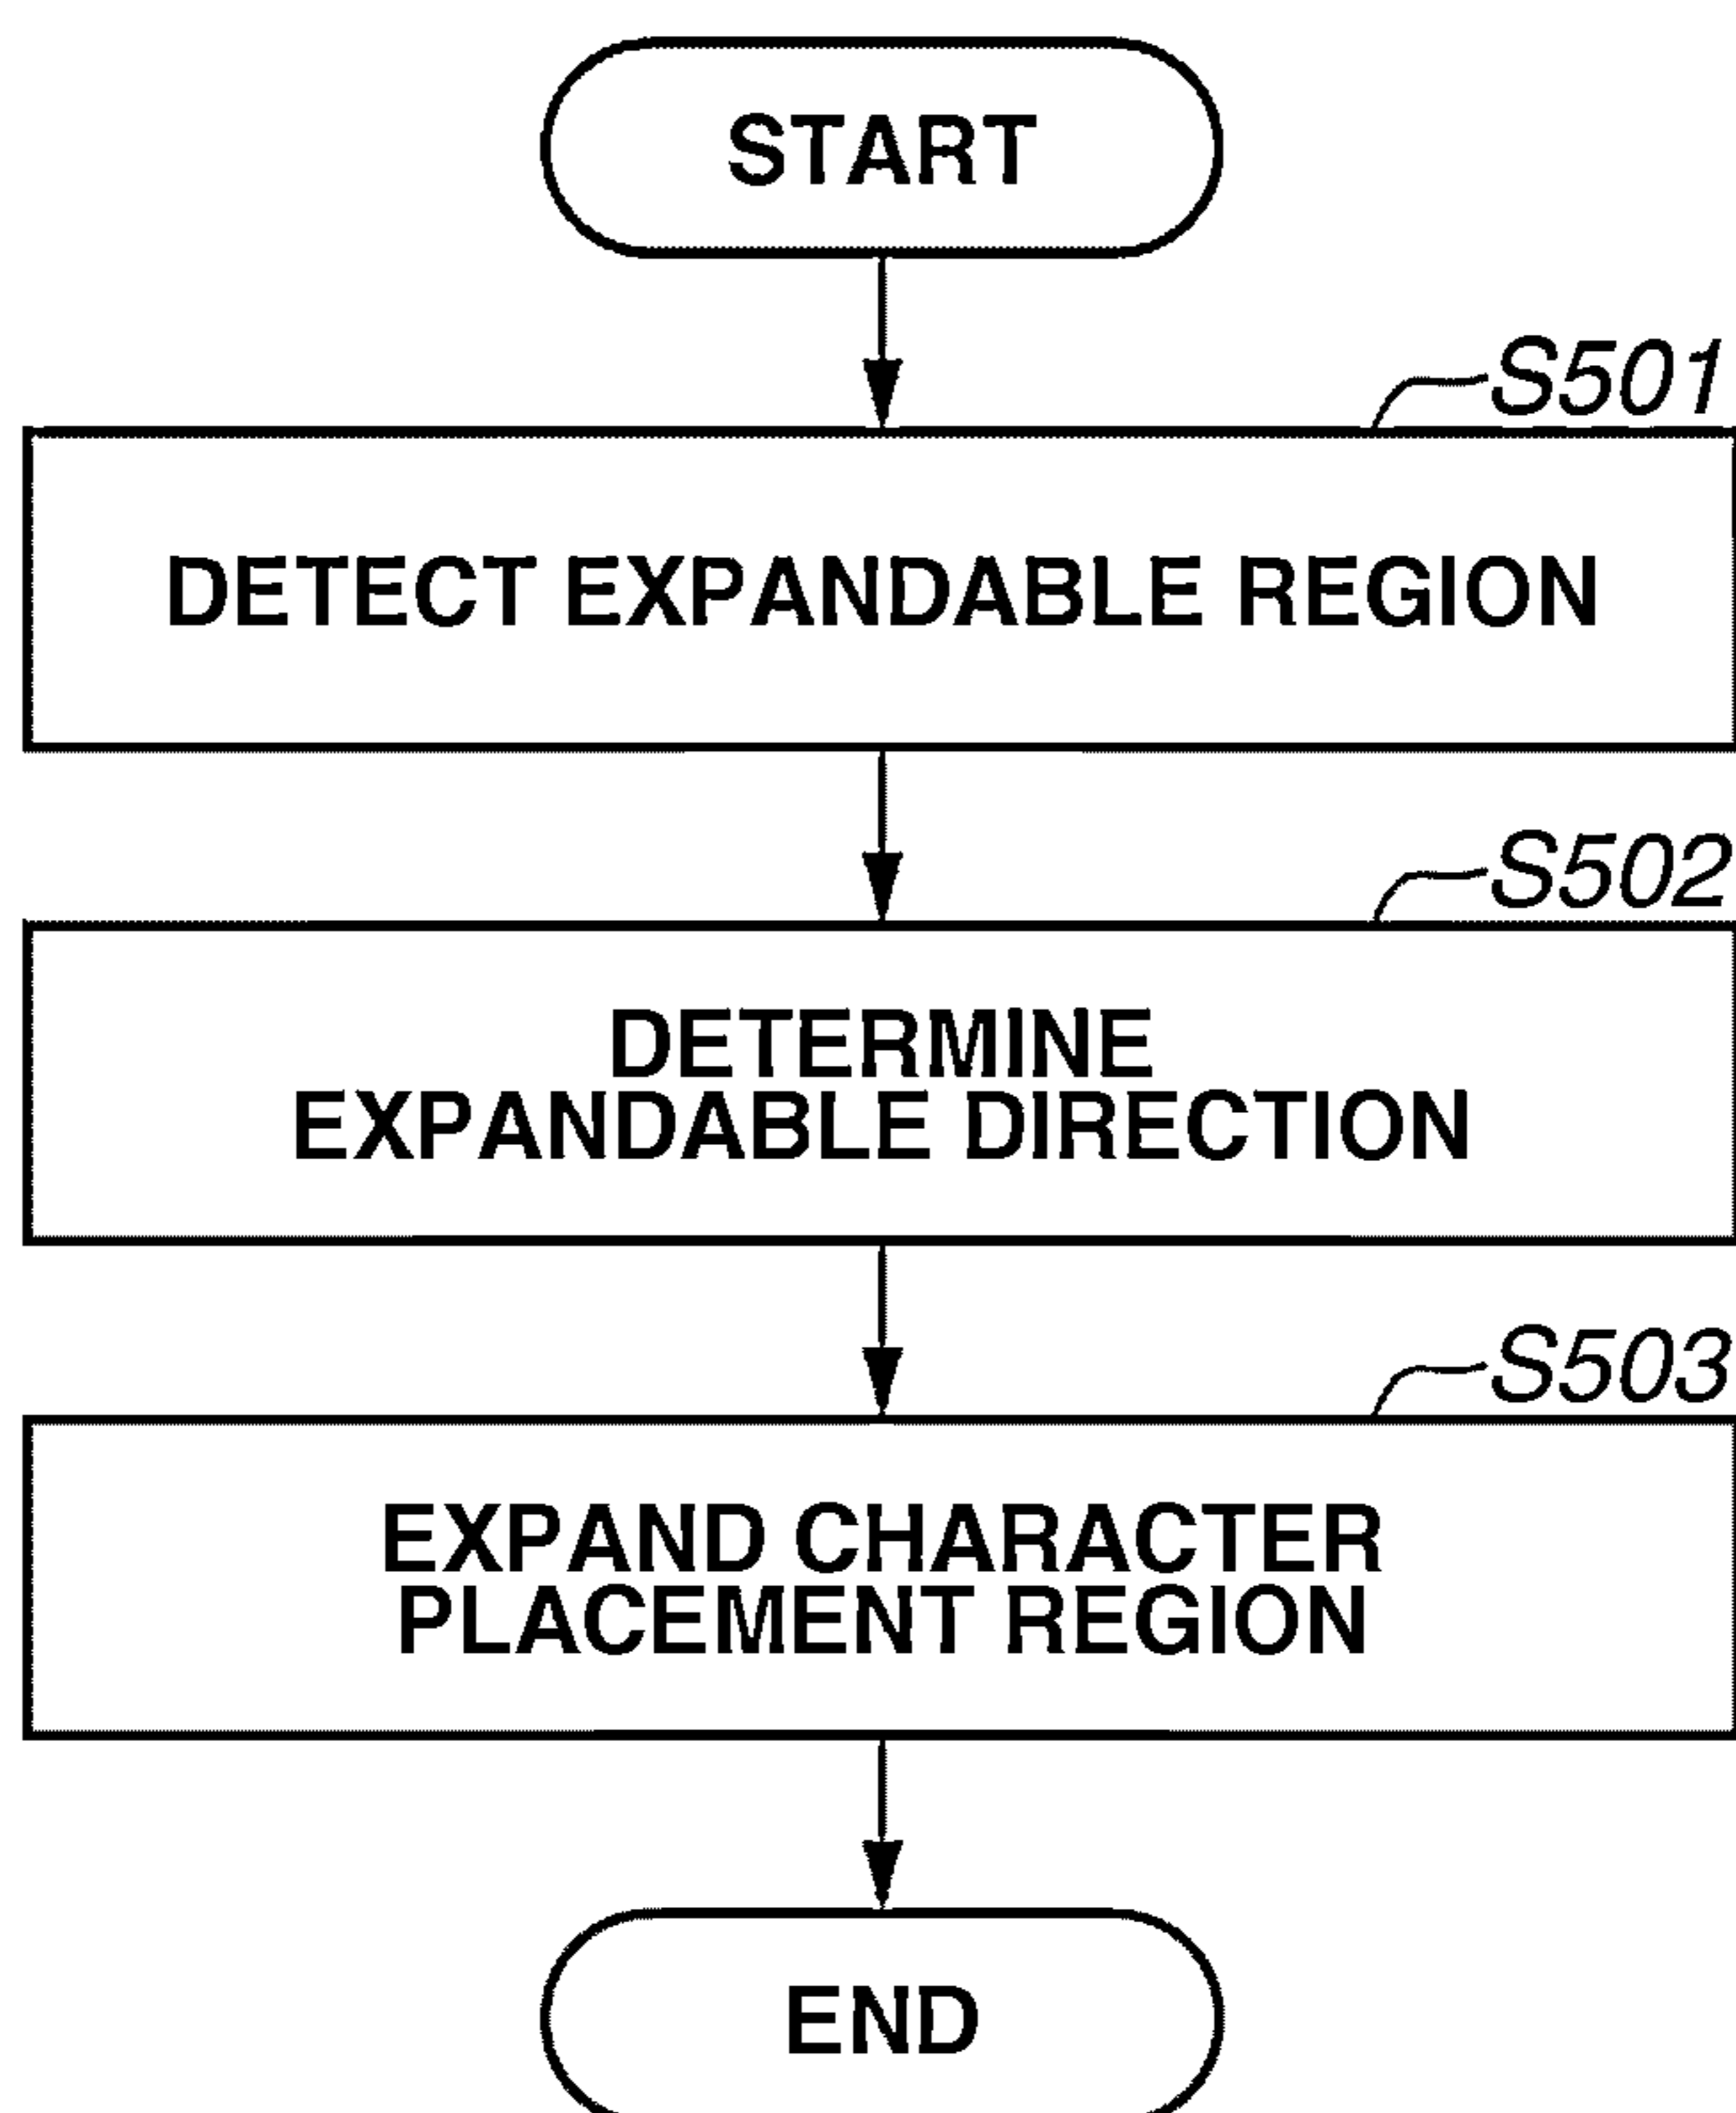 START
S501
DETECT EXPANDABLE REGION
S502
DETERMINE
EXPANDABLE DIRECTION
S503
EXPAND CHARACTER
PLACEMENT REGION
END